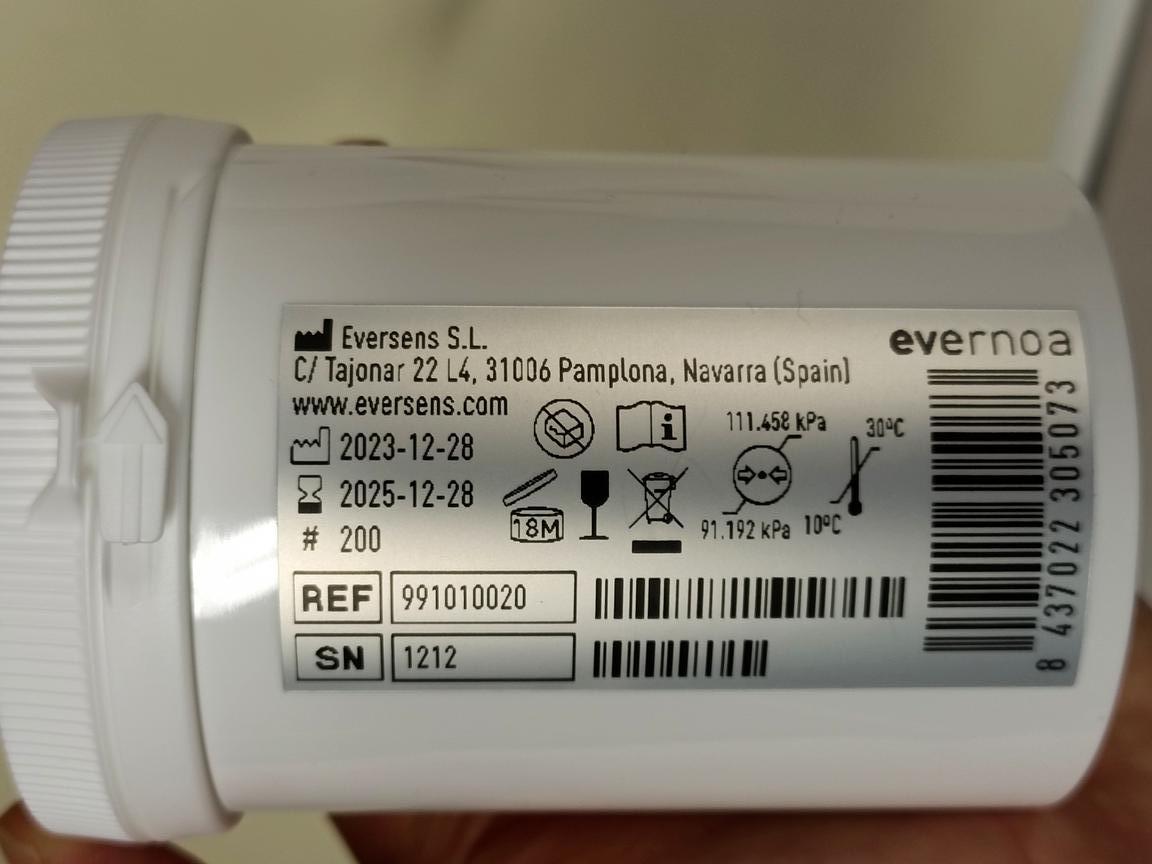 Eversens S.L.
evernoa
C/ Tajonar 22 L4, 31006 Pamplona, Navarra (Spain)
www.eversens.com
2023-12-28
2025-12-28
# 200
18M
111.458 kPa
91.192 kPa
30ºC
10ºC
REF 991010020
SN 1212
8 437022 305073